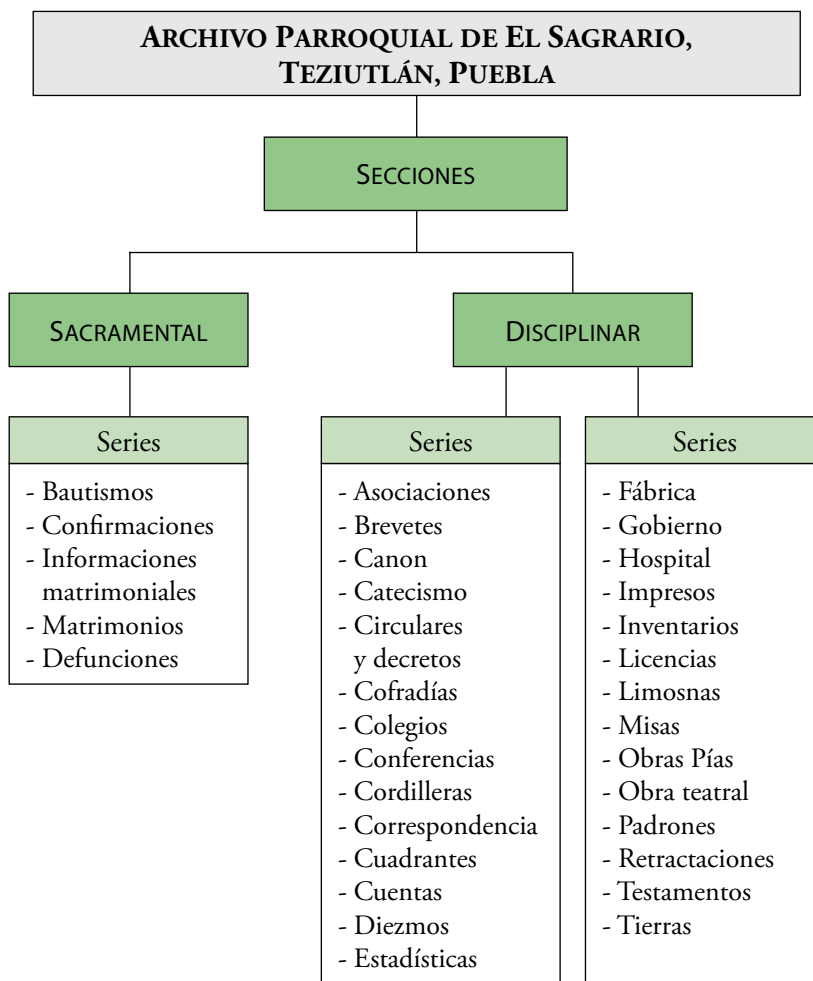 ARCHIVO PARROQUIAL DE EL SAGRARIO,
TEZIUTLÁN, PUEBLA
SECCIONES
SACRAMENTAL
DISCIPLINAR
Series
- Bautismos
- Confirmaciones
- Informaciones
matrimoniales
- Matrimonios
- Defunciones
Series
- Asociaciones
- Brevetes
- Canon
- Catecismo
- Circulares
y decretos
- Cofradías
- Colegios
- Conferencias
- Cordilleras
- Correspondencia
- Cuadrantes
- Cuentas
- Diezmos
- Estadísticas
Series
- Fábrica
- Gobierno
- Hospital
- Impresos
- Inventarios
- Licencias
- Limosnas
- Misas
- Obras Pías
- Obra teatral
- Padrones
- Retractaciones
- Testamentos
- Tierras